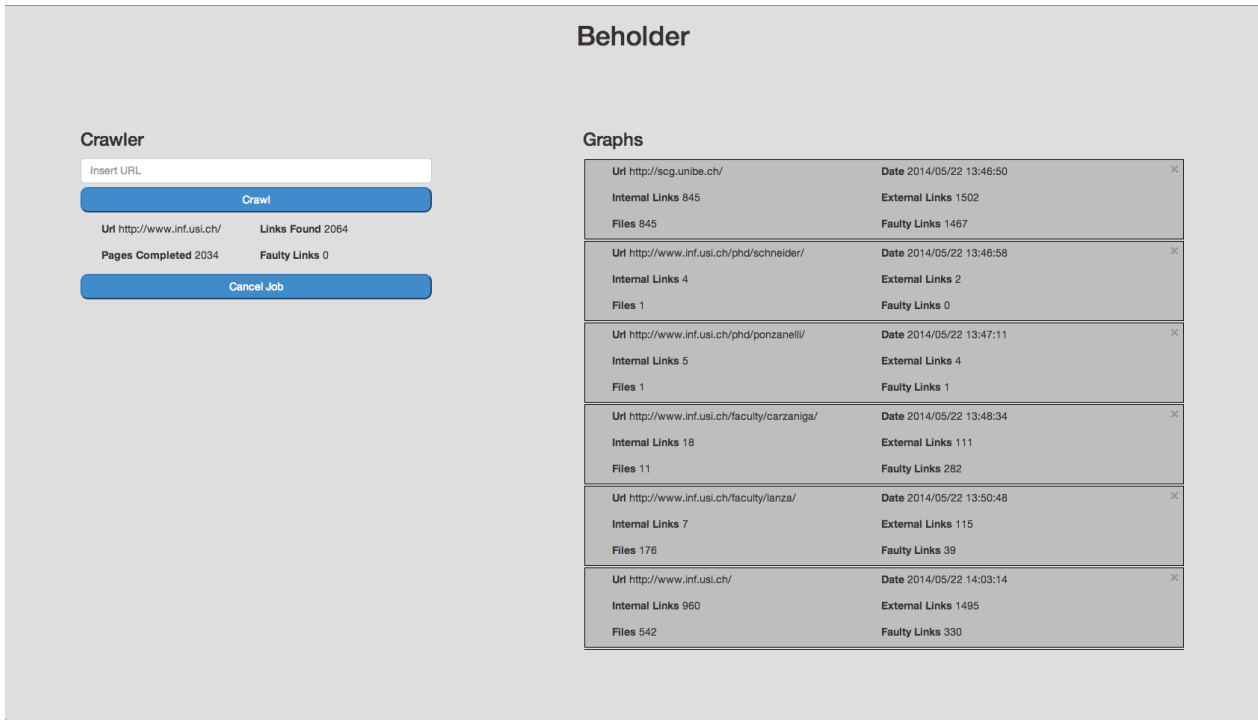 Beholder
Crawler
Insert URL
Crawl
Url http://www.inf.usi.ch/ Links Found 2064
Pages Completed 2034 Faulty Links 0
Cancel Job
Graphs
Url http://scg.unibe.ch/ Date 2014/05/22 13:46:50 ×
Internal Links 845 External Links 1502
Files 845 Faulty Links 1467
Url http://www.inf.usi.ch/phd/schneider/ Date 2014/05/22 13:46:58 ×
Internal Links 4 External Links 2
Files 1 Faulty Links 0
Url http://www.inf.usi.ch/phd/ponzanelli/ Date 2014/05/22 13:47:11 ×
Internal Links 5 External Links 4
Files 1 Faulty Links 1
Url http://www.inf.usi.ch/faculty/carzaniga/ Date 2014/05/22 13:48:34 ×
Internal Links 18 External Links 111
Files 11 Faulty Links 282
Url http://www.inf.usi.ch/faculty/lanza/ Date 2014/05/22 13:50:48 ×
Internal Links 7 External Links 115
Files 176 Faulty Links 39
Url http://www.inf.usi.ch/ Date 2014/05/22 14:03:14 ×
Internal Links 960 External Links 1495
Files 542 Faulty Links 330